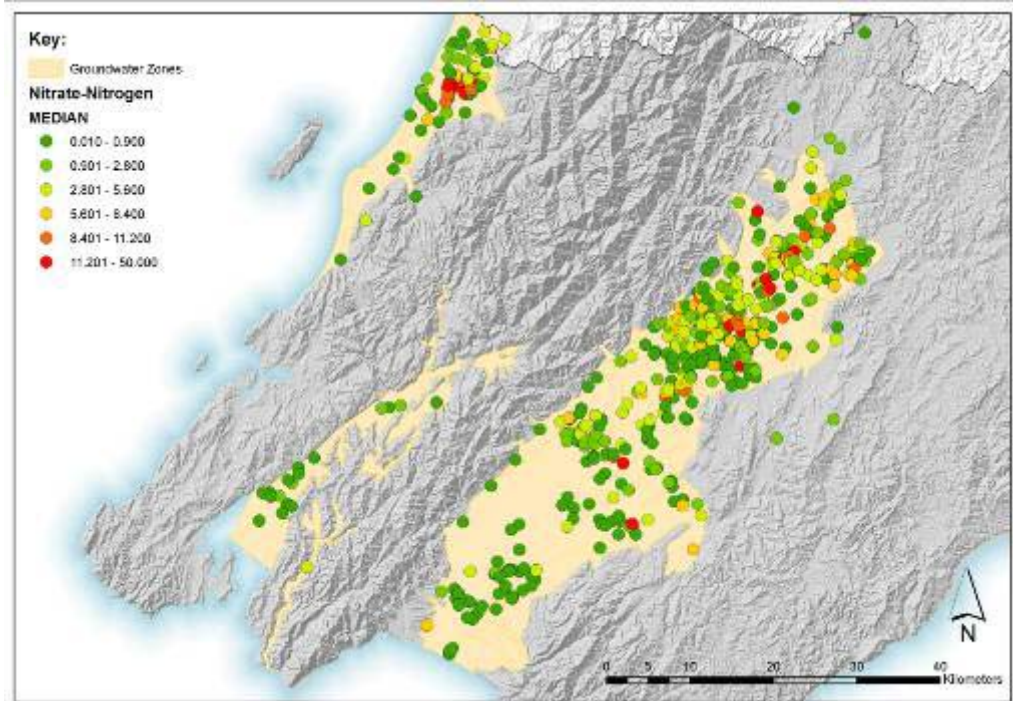 Key:
Groundwater Zones
Nitrate-Nitrogen
MEDIAN
0.010 - 0.900
0.901 - 2.800
2.801 - 5.600
5.601 - 8.400
8.401 - 11.200
11.201 - 50.000
N
0 5 10 20 30 40
Kilometers